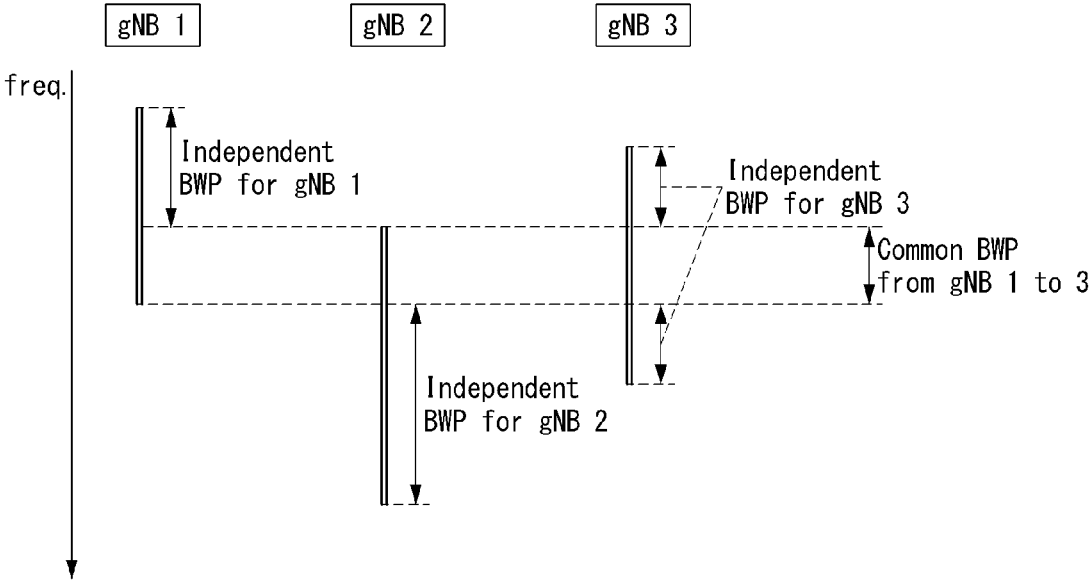 gNB 1
gNB 2
gNB 3
freq.
Independent
BWP for gNB 1
Independent
BWP for gNB 3
Common BWP
from gNB 1 to 3
Independent
BWP for gNB 2